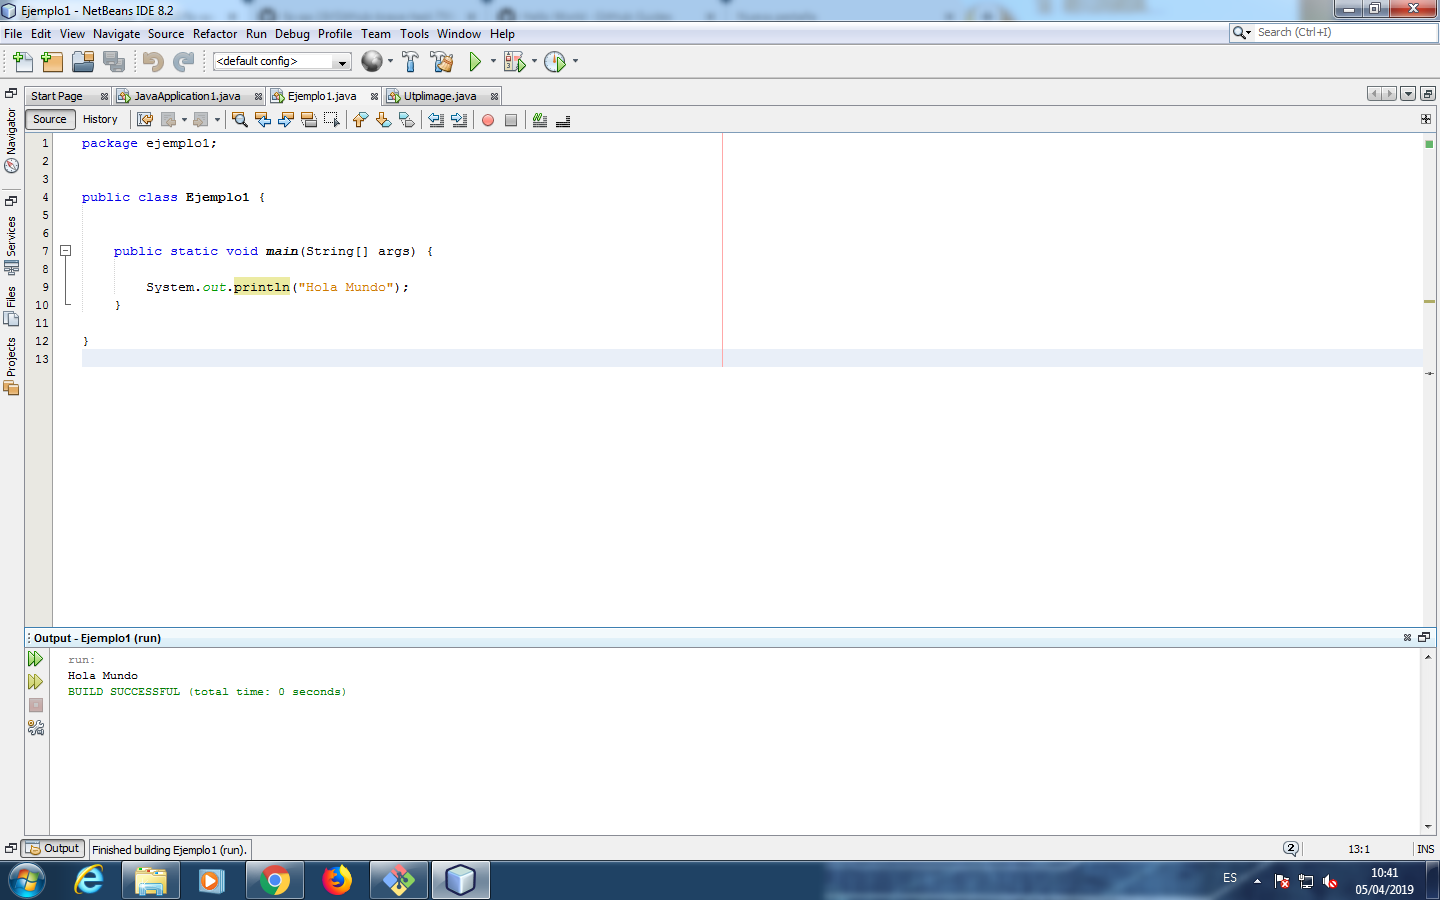 Ejemplo1 - NetBeans IDE 8.2
File Edit View Navigate Source Refactor Run Debug Profile Team Tools Window Help
Search (Ctrl+I)
<default config>
Start Page JavaApplication1.java Ejemplo1.java UtpImage.java
Source History
Navigator
Services
Files
Projects
1 package ejemplo1;
2
3
4 public class Ejemplo1 {
5
6
7 public static void main(String[] args) {
8
9 System.out.println("Hola Mundo");
10 }
11
12 }
13
Output - Ejemplo1 (run)
run:
Hola Mundo
BUILD SUCCESSFUL (total time: 0 seconds)
Output Finished building Ejemplo1 (run). 2 13:1 INS
ES 10:41
05/04/2019